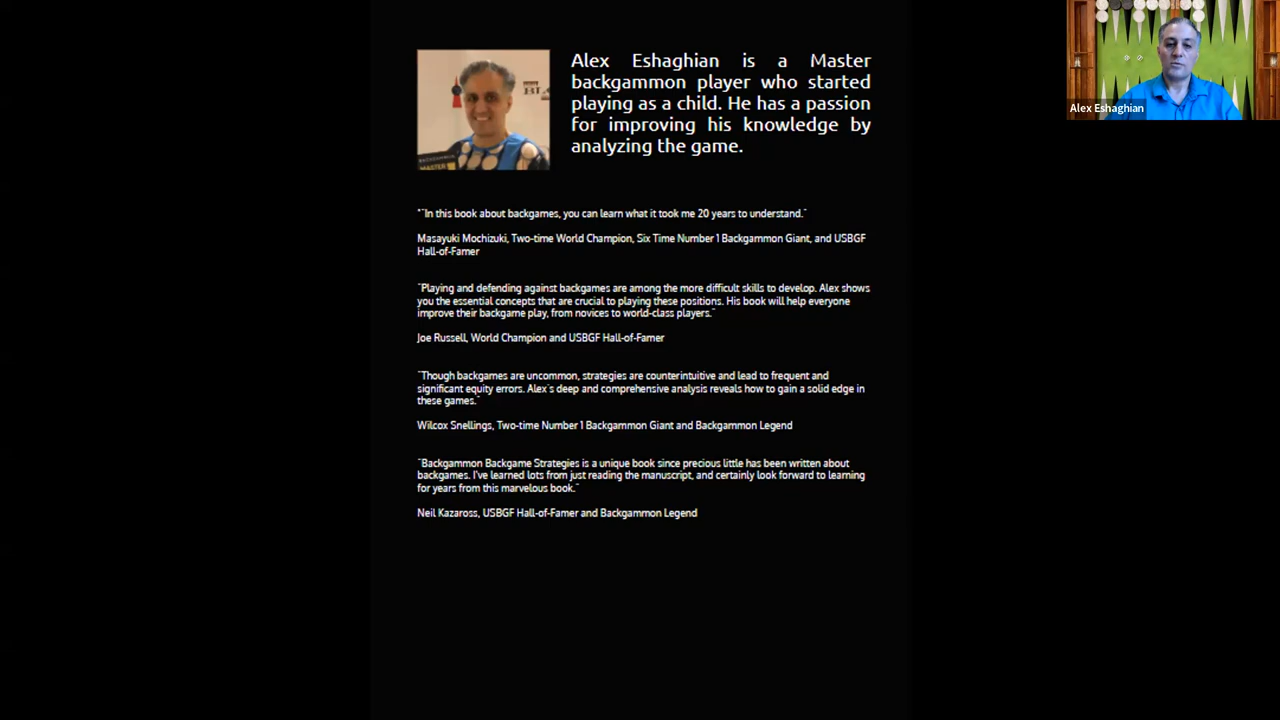 Alex Eshaghian is a Master
backgammon player who started
playing as a child. He has a passion
for improving his knowledge by
analyzing the game.
Alex Eshaghian
"“In this book about backgames, you can learn what it took me 20 years to understand.”
Masayuki Mochizuki, Two-time World Champion, Six Time Number 1 Backgammon Giant, and USBGF
Hall-of-Famer
“Playing and defending against backgames are among the more difficult skills to develop. Alex shows
you the essential concepts that are crucial to playing these positions. His book will help everyone
improve their backgame play, from novices to world-class players.”
Joe Russell, World Champion and USBGF Hall-of-Famer
“Though backgames are uncommon, strategies are counterintuitive and lead to frequent and
significant equity errors. Alex’s deep and comprehensive analysis reveals how to gain a solid edge in
these games.”
Wilcox Snellings, Two-time Number 1 Backgammon Giant and Backgammon Legend
“Backgammon Backgame Strategies is a unique book since precious little has been written about
backgames. I've learned lots from just reading the manuscript, and certainly look forward to learning
for years from this marvelous book.”
Neil Kazaross, USBGF Hall-of-Famer and Backgammon Legend